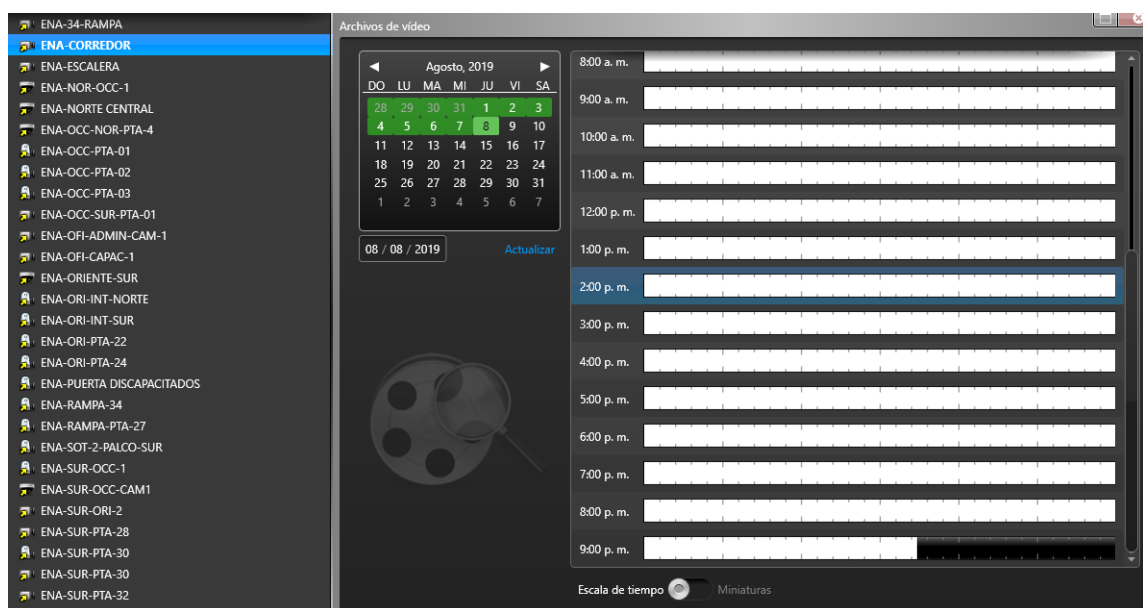 ENA-34-RAMPA
ENA-CORREDOR
ENA-ESCALERA
ENA-NOR-OCC-1
ENA-NORTE CENTRAL
ENA-OCC-NOR-PTA-4
ENA-OCC-PTA-01
ENA-OCC-PTA-02
ENA-OCC-PTA-03
ENA-OCC-SUR-PTA-01
ENA-OFI-ADMIN-CAM-1
ENA-OFI-CAPAC-1
ENA-ORIENTE-SUR
ENA-ORI-INT-NORTE
ENA-ORI-INT-SUR
ENA-ORI-PTA-22
ENA-ORI-PTA-24
ENA-PUERTA DISCAPACITADOS
ENA-RAMPA-34
ENA-RAMPA-PTA-27
ENA-SOT-2-PALCO-SUR
ENA-SUR-OCC-1
ENA-SUR-OCC-CAM1
ENA-SUR-ORI-2
ENA-SUR-PTA-28
ENA-SUR-PTA-30
ENA-SUR-PTA-30
ENA-SUR-PTA-32
Archivos de vídeo
Agosto, 2019
DO LU MA MI JU VI SA
28 29 30 31 1 2 3
4 5 6 7 8 9 10
11 12 13 14 15 16 17
18 19 20 21 22 23 24
25 26 27 28 29 30 31
1 2 3 4 5 6 7
08 / 08 / 2019 Actualizar
8:00 a. m.
9:00 a. m.
10:00 a. m.
11:00 a. m.
12:00 p. m.
1:00 p. m.
2:00 p. m.
3:00 p. m.
4:00 p. m.
5:00 p. m.
6:00 p. m.
7:00 p. m.
8:00 p. m.
9:00 p. m.
Escala de tiempo Miniaturas